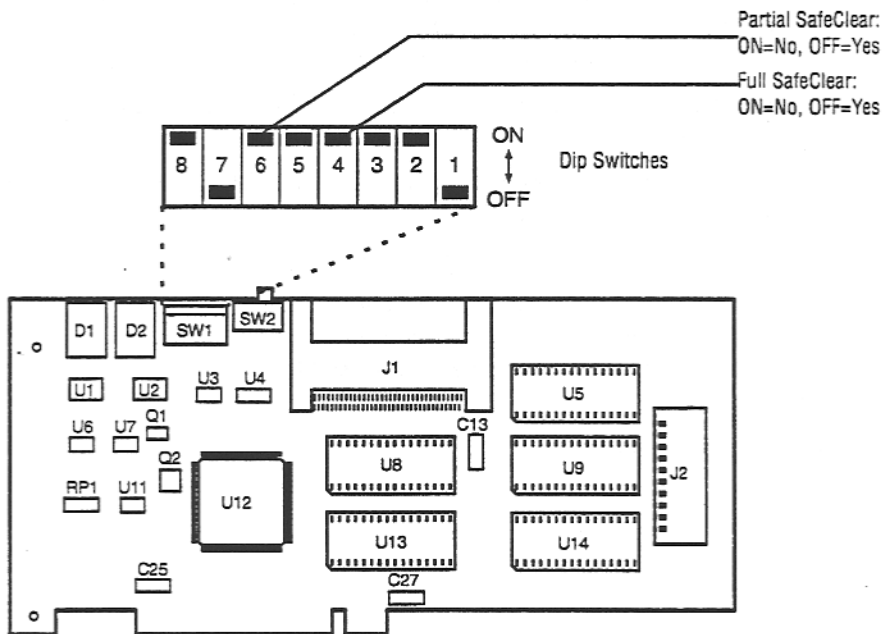 Partial SafeClear:
ON=No, OFF=Yes
Full SafeClear:
ON=No, OFF=Yes
8 7 6 5 4 3 2 1
ON
OFF
Dip Switches
D1 D2 SW1 SW2
J1
U1 U2 U3 U4
U5
U6 U7 Q1
C13
Q2
U8
U9
J2
RP1 U11
U12
U13
U14
C25
C27